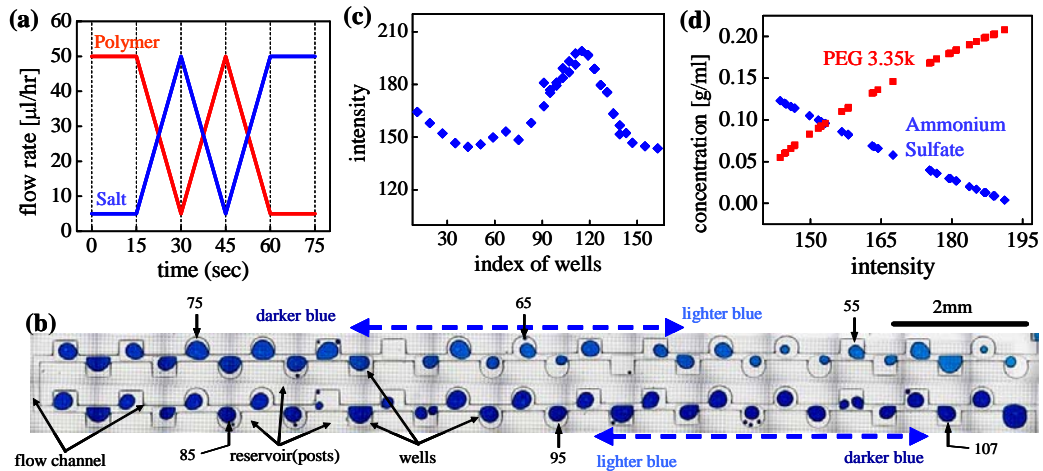 (a)
60
50
40
30
20
10
0
flow rate [µl/hr]
Polymer
Salt
0 15 30 45 60 75
time (sec)
(c)
210
180
150
120
intensity
30 60 90 120 150
index of wells
(d)
0.20
0.15
0.10
0.05
0.00
concentration [g/ml]
PEG 3.35k
Ammonium
Sulfate
150 165 180 195
intensity
(b)
75
darker blue
65
lighter blue
55
2mm
flow channel
85
reservoir(posts)
wells
95
lighter blue
darker blue
107